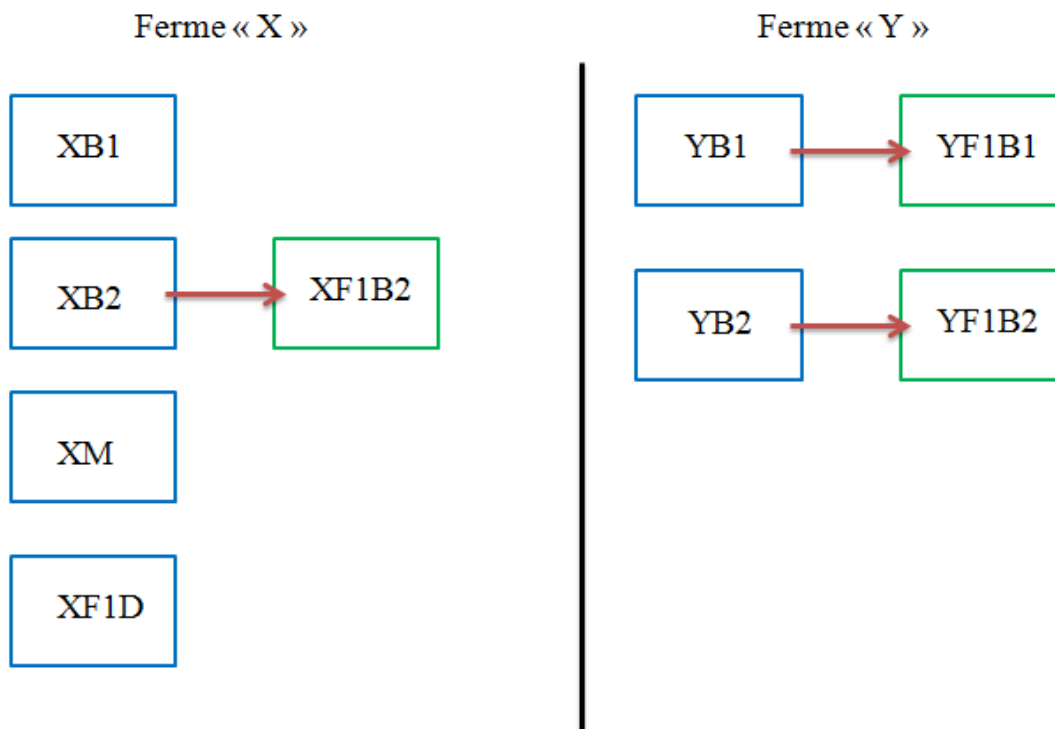 Ferme « X »
Ferme « Y »
XB1
XB2
XF1B2
XM
XF1D
YB1
YF1B1
YB2
YF1B2